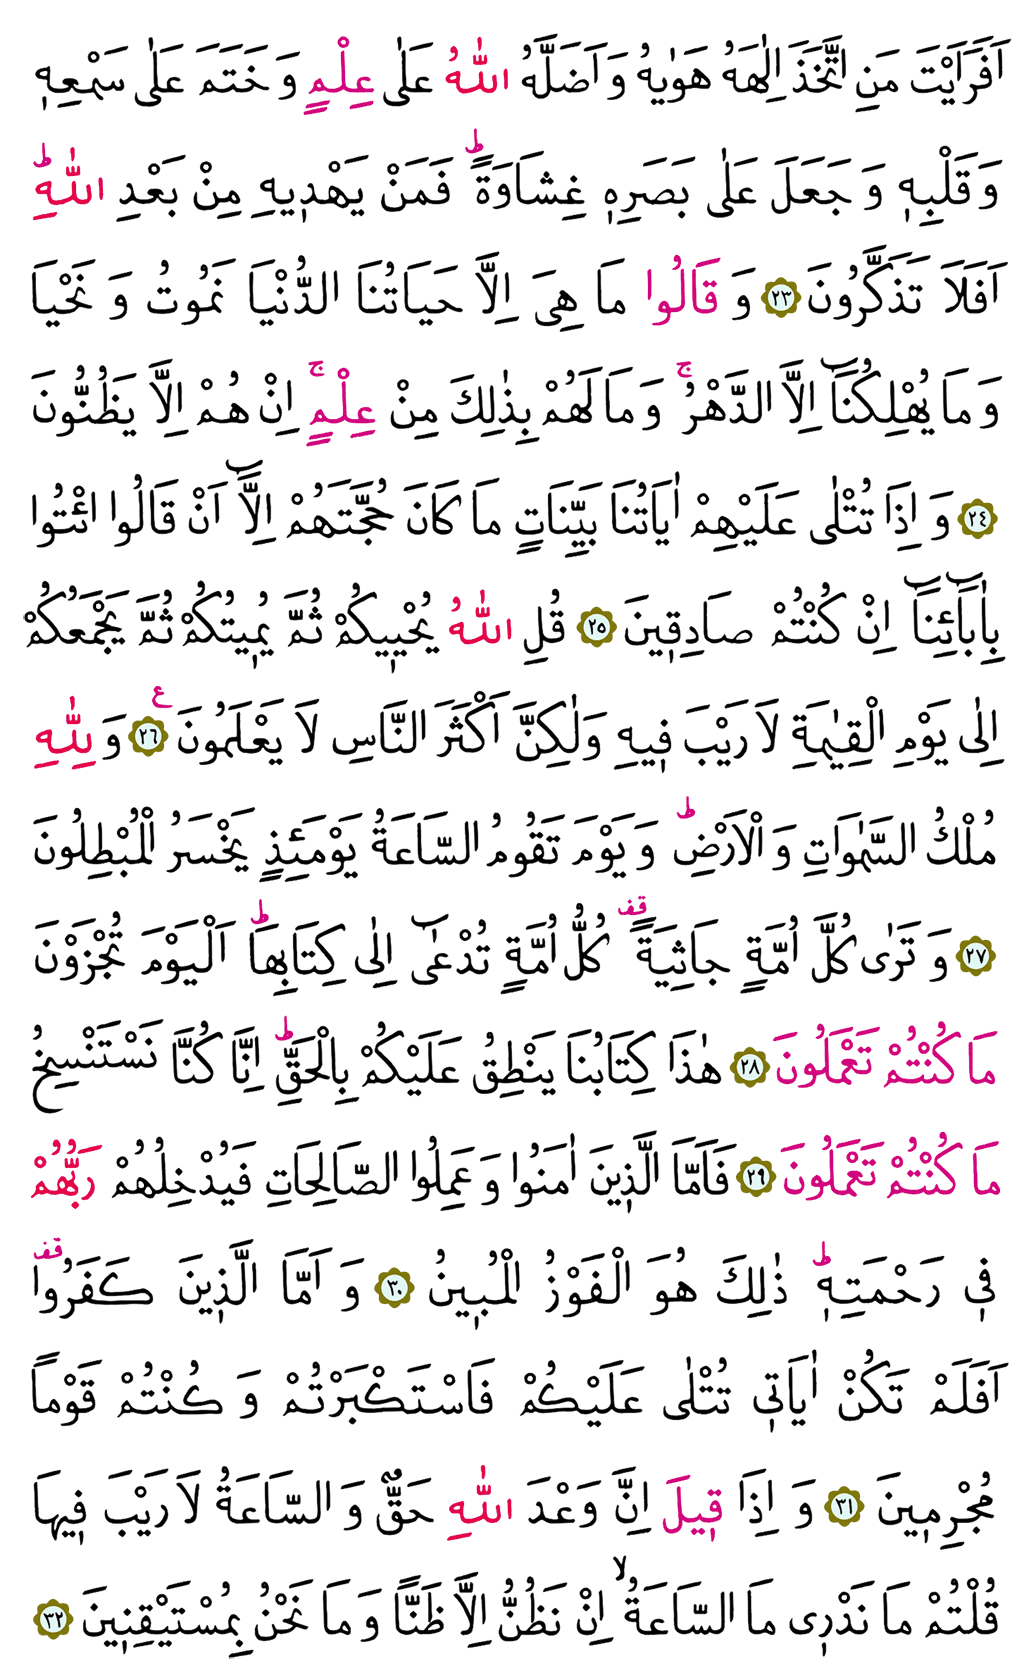 اَفَرَاَيْتَ مَنِ اتَّخَذَ اِلٰهَهُ هَوٰيهُ وَ اَضَلَّهُ اللّٰهُ عَلٰى عِلْمٍ وَ خَتَمَ عَلٰى سَمْعِهٖ
وَ قَلْبِهٖ وَ جَعَلَ عَلٰى بَصَرِهٖ غِشَاوَةًۜ فَمَنْ يَهْدٖيهِ مِنْ بَعْدِ اللّٰهِۜ
اَفَلَا تَذَكَّرُونَ ﴿٢٣﴾ وَ قَالُوا مَا هِىَ اِلَّا حَيَاتُنَا الدُّنْيَا نَمُوتُ وَ نَحْيَا
وَ مَا يُهْلِكُنَٓا اِلَّا الدَّهْرُۚ وَ مَا لَهُمْ بِذٰلِكَ مِنْ عِلْمٍۚ اِنْ هُمْ اِلَّا يَظُنُّونَ
﴿٢٤﴾ وَ اِذَا تُتْلٰى عَلَيْهِمْ اٰيَاتُنَا بَيِّنَاتٍ مَا كَانَ حُجَّتَهُمْ اِلَّٓا اَنْ قَالُوا ائْتُوا
بِاٰبَٓائِنَٓا اِنْ كُنْتُمْ صَادِقٖينَ ﴿٢٥﴾ قُلِ اللّٰهُ يُحْيٖيكُمْ ثُمَّ يُمٖيتُكُمْ ثُمَّ يَجْمَعُكُمْ
اِلٰى يَوْمِ الْقِيٰمَةِ لَا رَيْبَ فٖيهِ وَلٰكِنَّ اَكْثَرَ النَّاسِ لَا يَعْلَمُونَ ﴿٢٦﴾ ع وَ لِلّٰهِ
مُلْكُ السَّمٰوَاتِ وَ الْاَرْضِۜ وَ يَوْمَ تَقُومُ السَّاعَةُ يَوْمَئِذٍ يَخْسَرُ الْمُبْطِلُونَ
﴿٢٧﴾ وَ تَرٰى كُلَّ اُمَّةٍ جَاثِيَةً قف كُلُّ اُمَّةٍ تُدْعٰٓى اِلٰى كِتَابِهَاۜ اَلْيَوْمَ تُجْزَوْنَ
مَا كُنْتُمْ تَعْمَلُونَ ﴿٢٨﴾ هٰذَا كِتَابُنَا يَنْطِقُ عَلَيْكُمْ بِالْحَقِّۜ اِنَّا كُنَّا نَسْتَنْسِخُ
مَا كُنْتُمْ تَعْمَلُونَ ﴿٢٩﴾ فَاَمَّا الَّذٖينَ اٰمَنُوا وَ عَمِلُوا الصَّالِحَاتِ فَيُدْخِلُهُمْ رَبُّهُمْ
فٖى رَحْمَتِهٖۜ ذٰلِكَ هُوَ الْفَوْزُ الْمُبٖينُ ﴿٣٠﴾ وَ اَمَّا الَّذٖينَ كَفَرُوا قف
اَفَلَمْ تَكُنْ اٰيَاتٖى تُتْلٰى عَلَيْكُمْ فَاسْتَكْبَرْتُمْ وَ كُنْتُمْ قَوْماً
مُجْرِمٖينَ ﴿٣١﴾ وَ اِذَا قٖيلَ اِنَّ وَعْدَ اللّٰهِ حَقٌّ وَ السَّاعَةُ لَا رَيْبَ فٖيهَا
قُلْتُمْ مَا نَدْرٖى مَا السَّاعَةُۙ اِنْ نَظُنُّ اِلَّا ظَنًّا وَ مَا نَحْنُ بِمُسْتَيْقِنٖينَ ﴿٣٢﴾